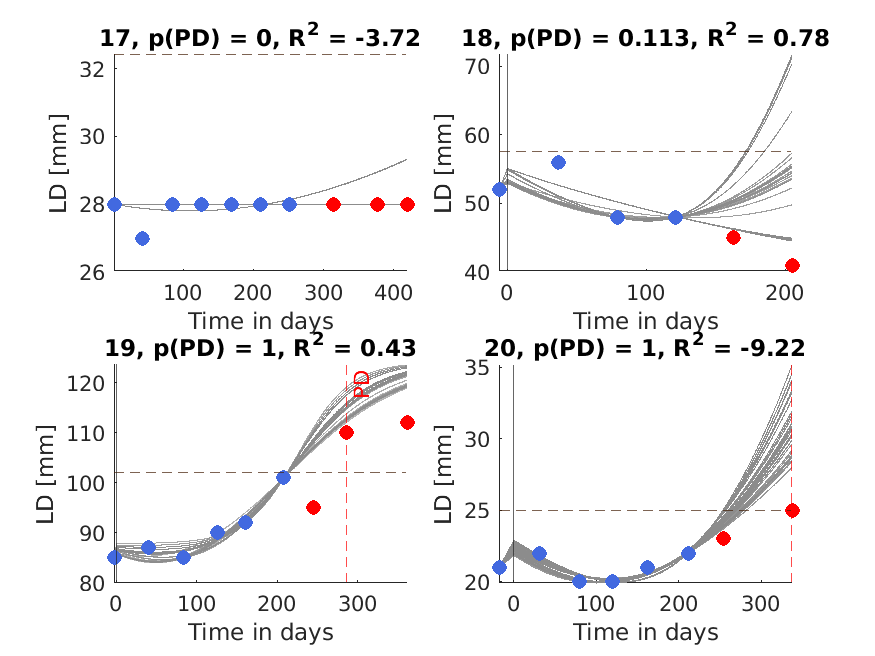 17, p(PD) = 0, R² = -3.72
LD [mm]
32
30
28
26
100 200 300 400
Time in days
18, p(PD) = 0.113, R² = 0.78
LD [mm]
70
60
50
40
0 100 200
Time in days
19, p(PD) = 1, R² = 0.43
LD [mm]
120
110
100
90
80
0 100 200 300
PD
Time in days
20, p(PD) = 1, R² = -9.22
LD [mm]
35
30
25
20
0 100 200 300
Time in days